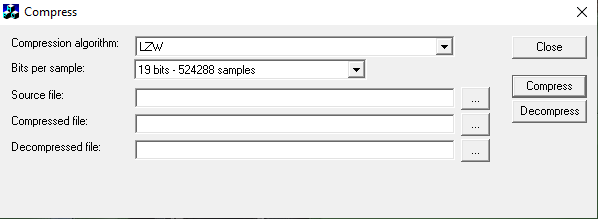 Compress
Compression algorithm: LZW Close
Bits per sample: 19 bits - 524288 samples
Source file: ... Compress
Compressed file: ... Decompress
Decompressed file: ...